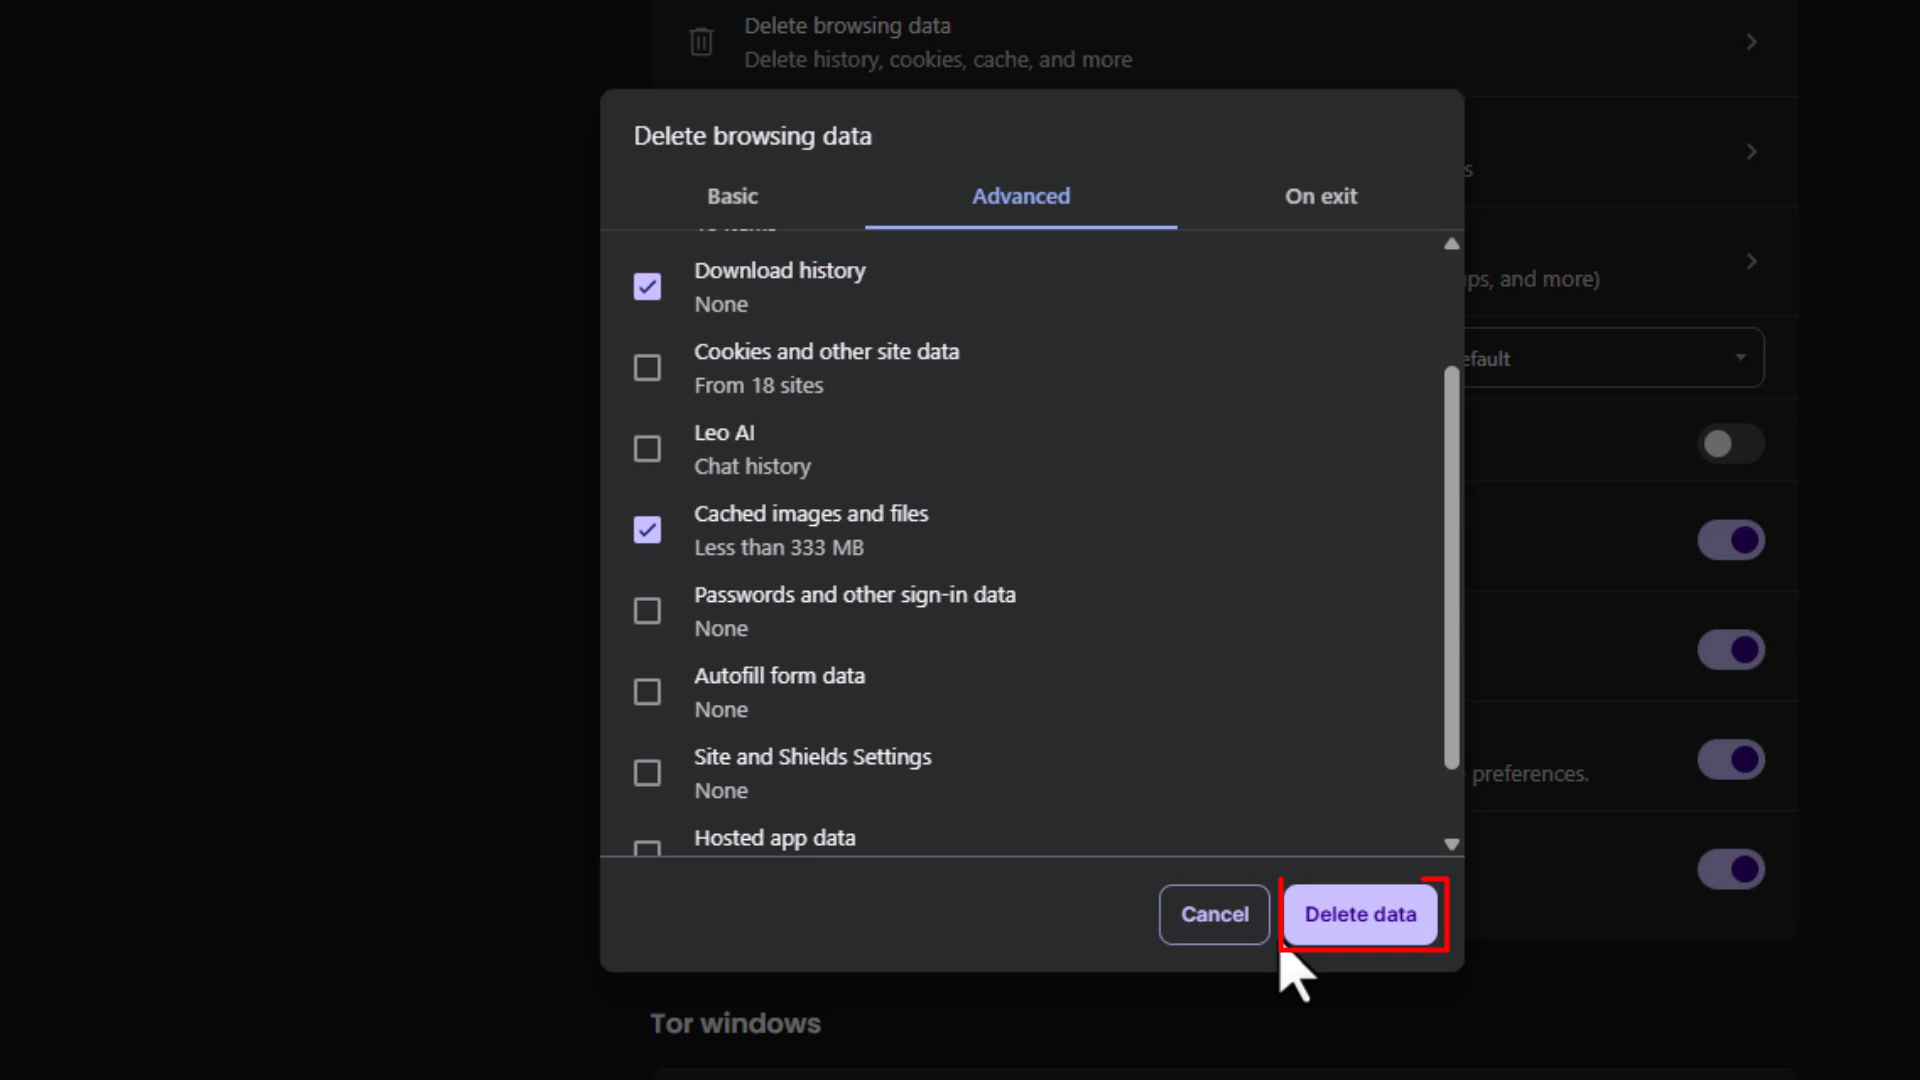 Delete browsing data
Delete history, cookies, cache, and more
Delete browsing data
Basic
Advanced
On exit
s
Download history
None
ps, and more)
Cookies and other site data
From 18 sites
efault
Leo AI
Chat history
Cached images and files
Less than 333 MB
Passwords and other sign-in data
None
Autofill form data
None
Site and Shields Settings
None
preferences.
Hosted app data
Cancel
Delete data
Tor windows